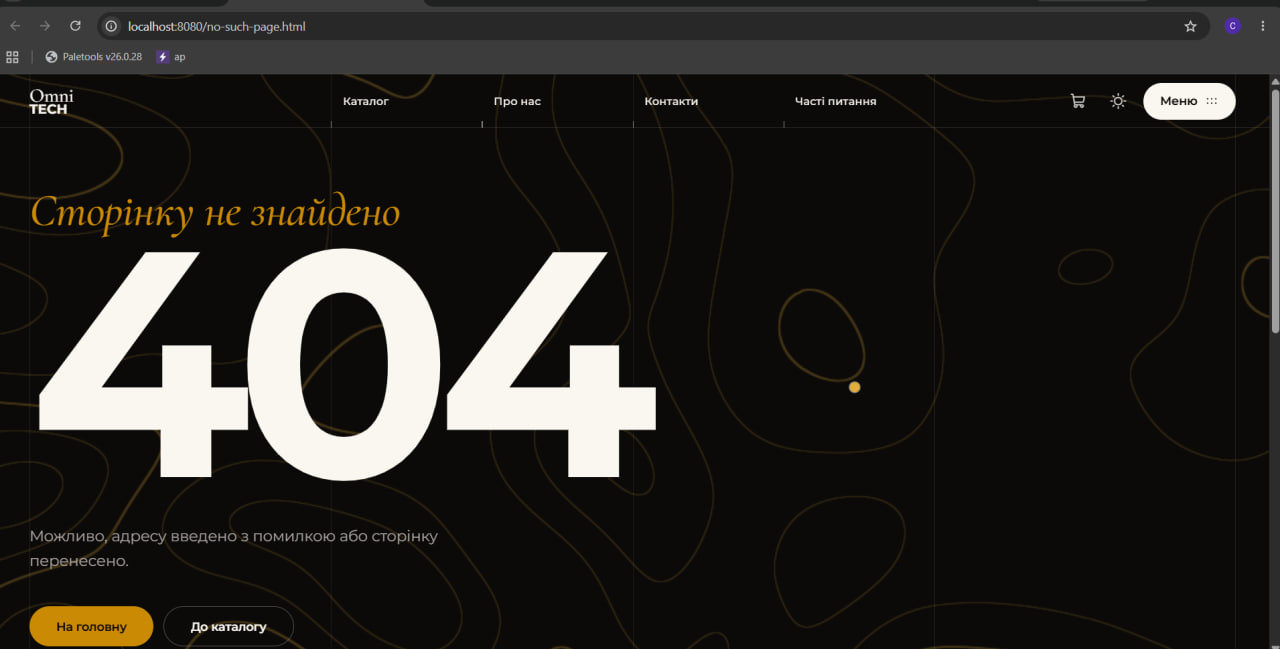 localhost:8080/no-such-page.html
C
Paletools v26.0.28
ap
Omni
TECH
Каталог
Про нас
Контакти
Часті питання
Меню
Сторінку не знайдено
404
Можливо, адресу введено з помилкою або сторінку
перенесено.
На головну
До каталогу